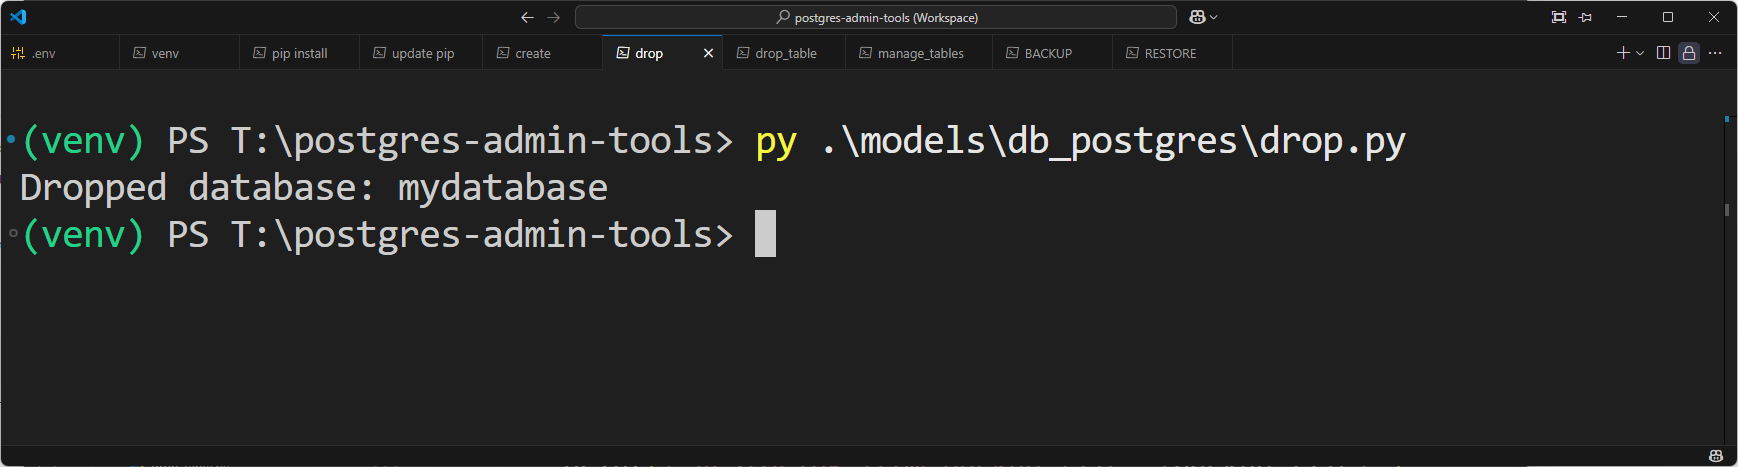 postgres-admin-tools (Workspace)
.env venv pip install update pip create drop drop_table manage_tables BACKUP RESTORE
(venv) PS T:\postgres-admin-tools> py .\models\db_postgres\drop.py
Dropped database: mydatabase
(venv) PS T:\postgres-admin-tools>